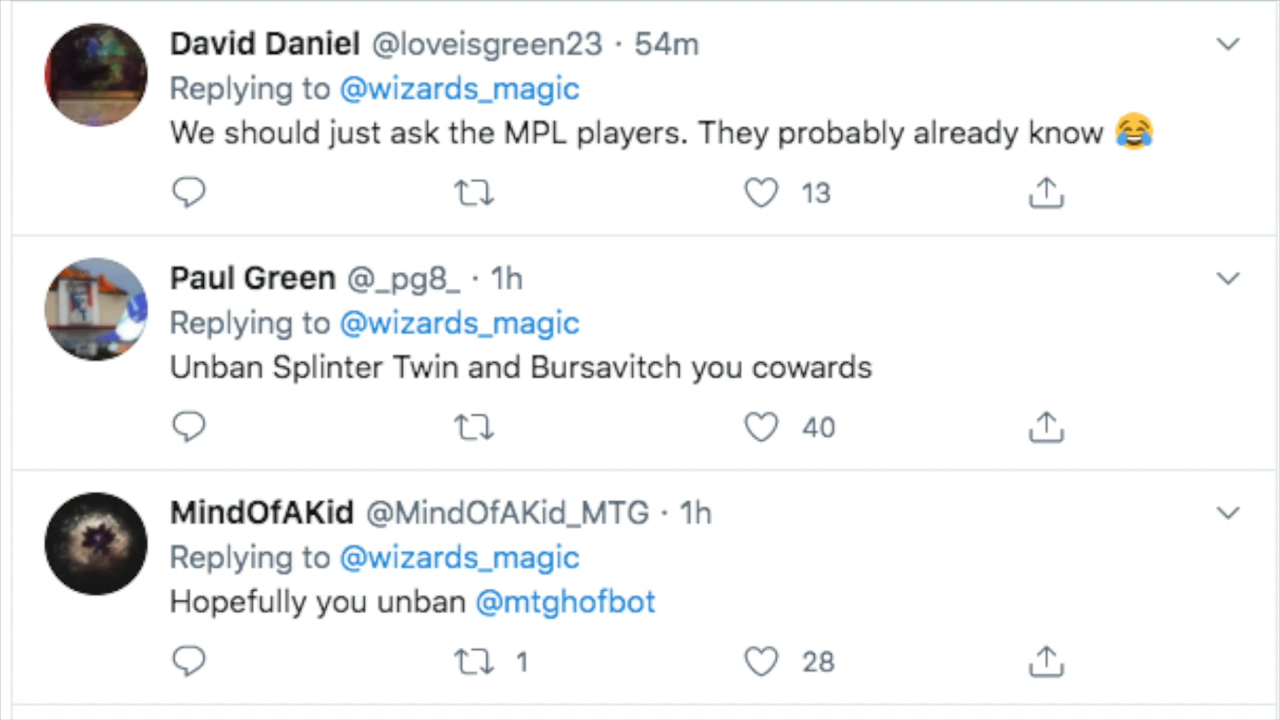 David Daniel @loveisgreen23 · 54m
Replying to @wizards_magic
We should just ask the MPL players. They probably already know 😂
13
Paul Green @_pg8_ · 1h
Replying to @wizards_magic
Unban Splinter Twin and Bursavitch you cowards
40
MindOfAKid @MindOfAKid_MTG · 1h
Replying to @wizards_magic
Hopefully you unban @mtghofbot
1 28